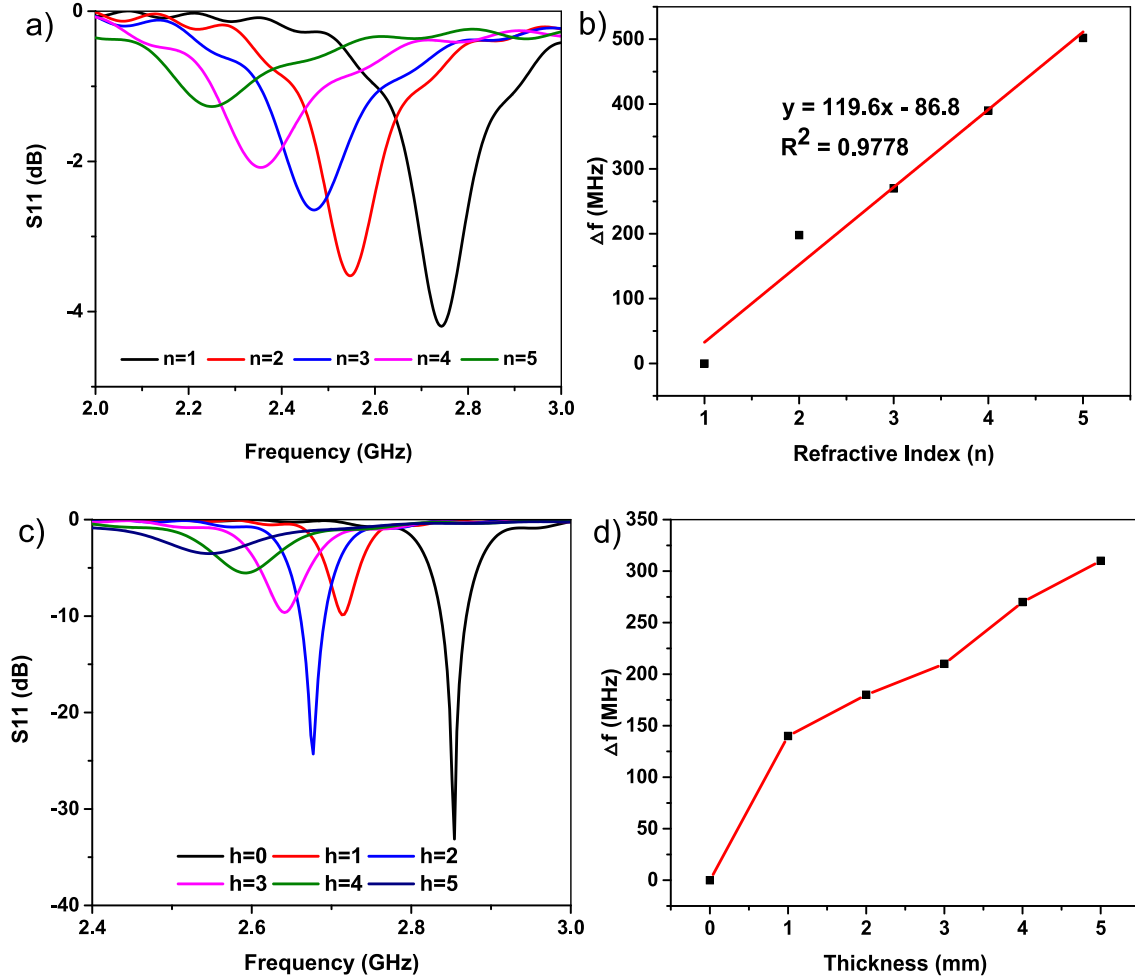 a)
S11 (dB)
0
-2
-4
n=1 n=2 n=3 n=4 n=5
2.0 2.2 2.4 2.6 2.8 3.0
Frequency (GHz)
b)
Δf (MHz)
500
400
300
200
100
0
y = 119.6x - 86.8
R² = 0.9778
1 2 3 4 5
Refractive Index (n)
c)
S11 (dB)
0
-10
-20
-30
-40
h=0 h=1 h=2
h=3 h=4 h=5
2.4 2.6 2.8 3.0
Frequency (GHz)
d)
Δf (MHz)
350
300
250
200
150
100
50
0
0 1 2 3 4 5
Thickness (mm)